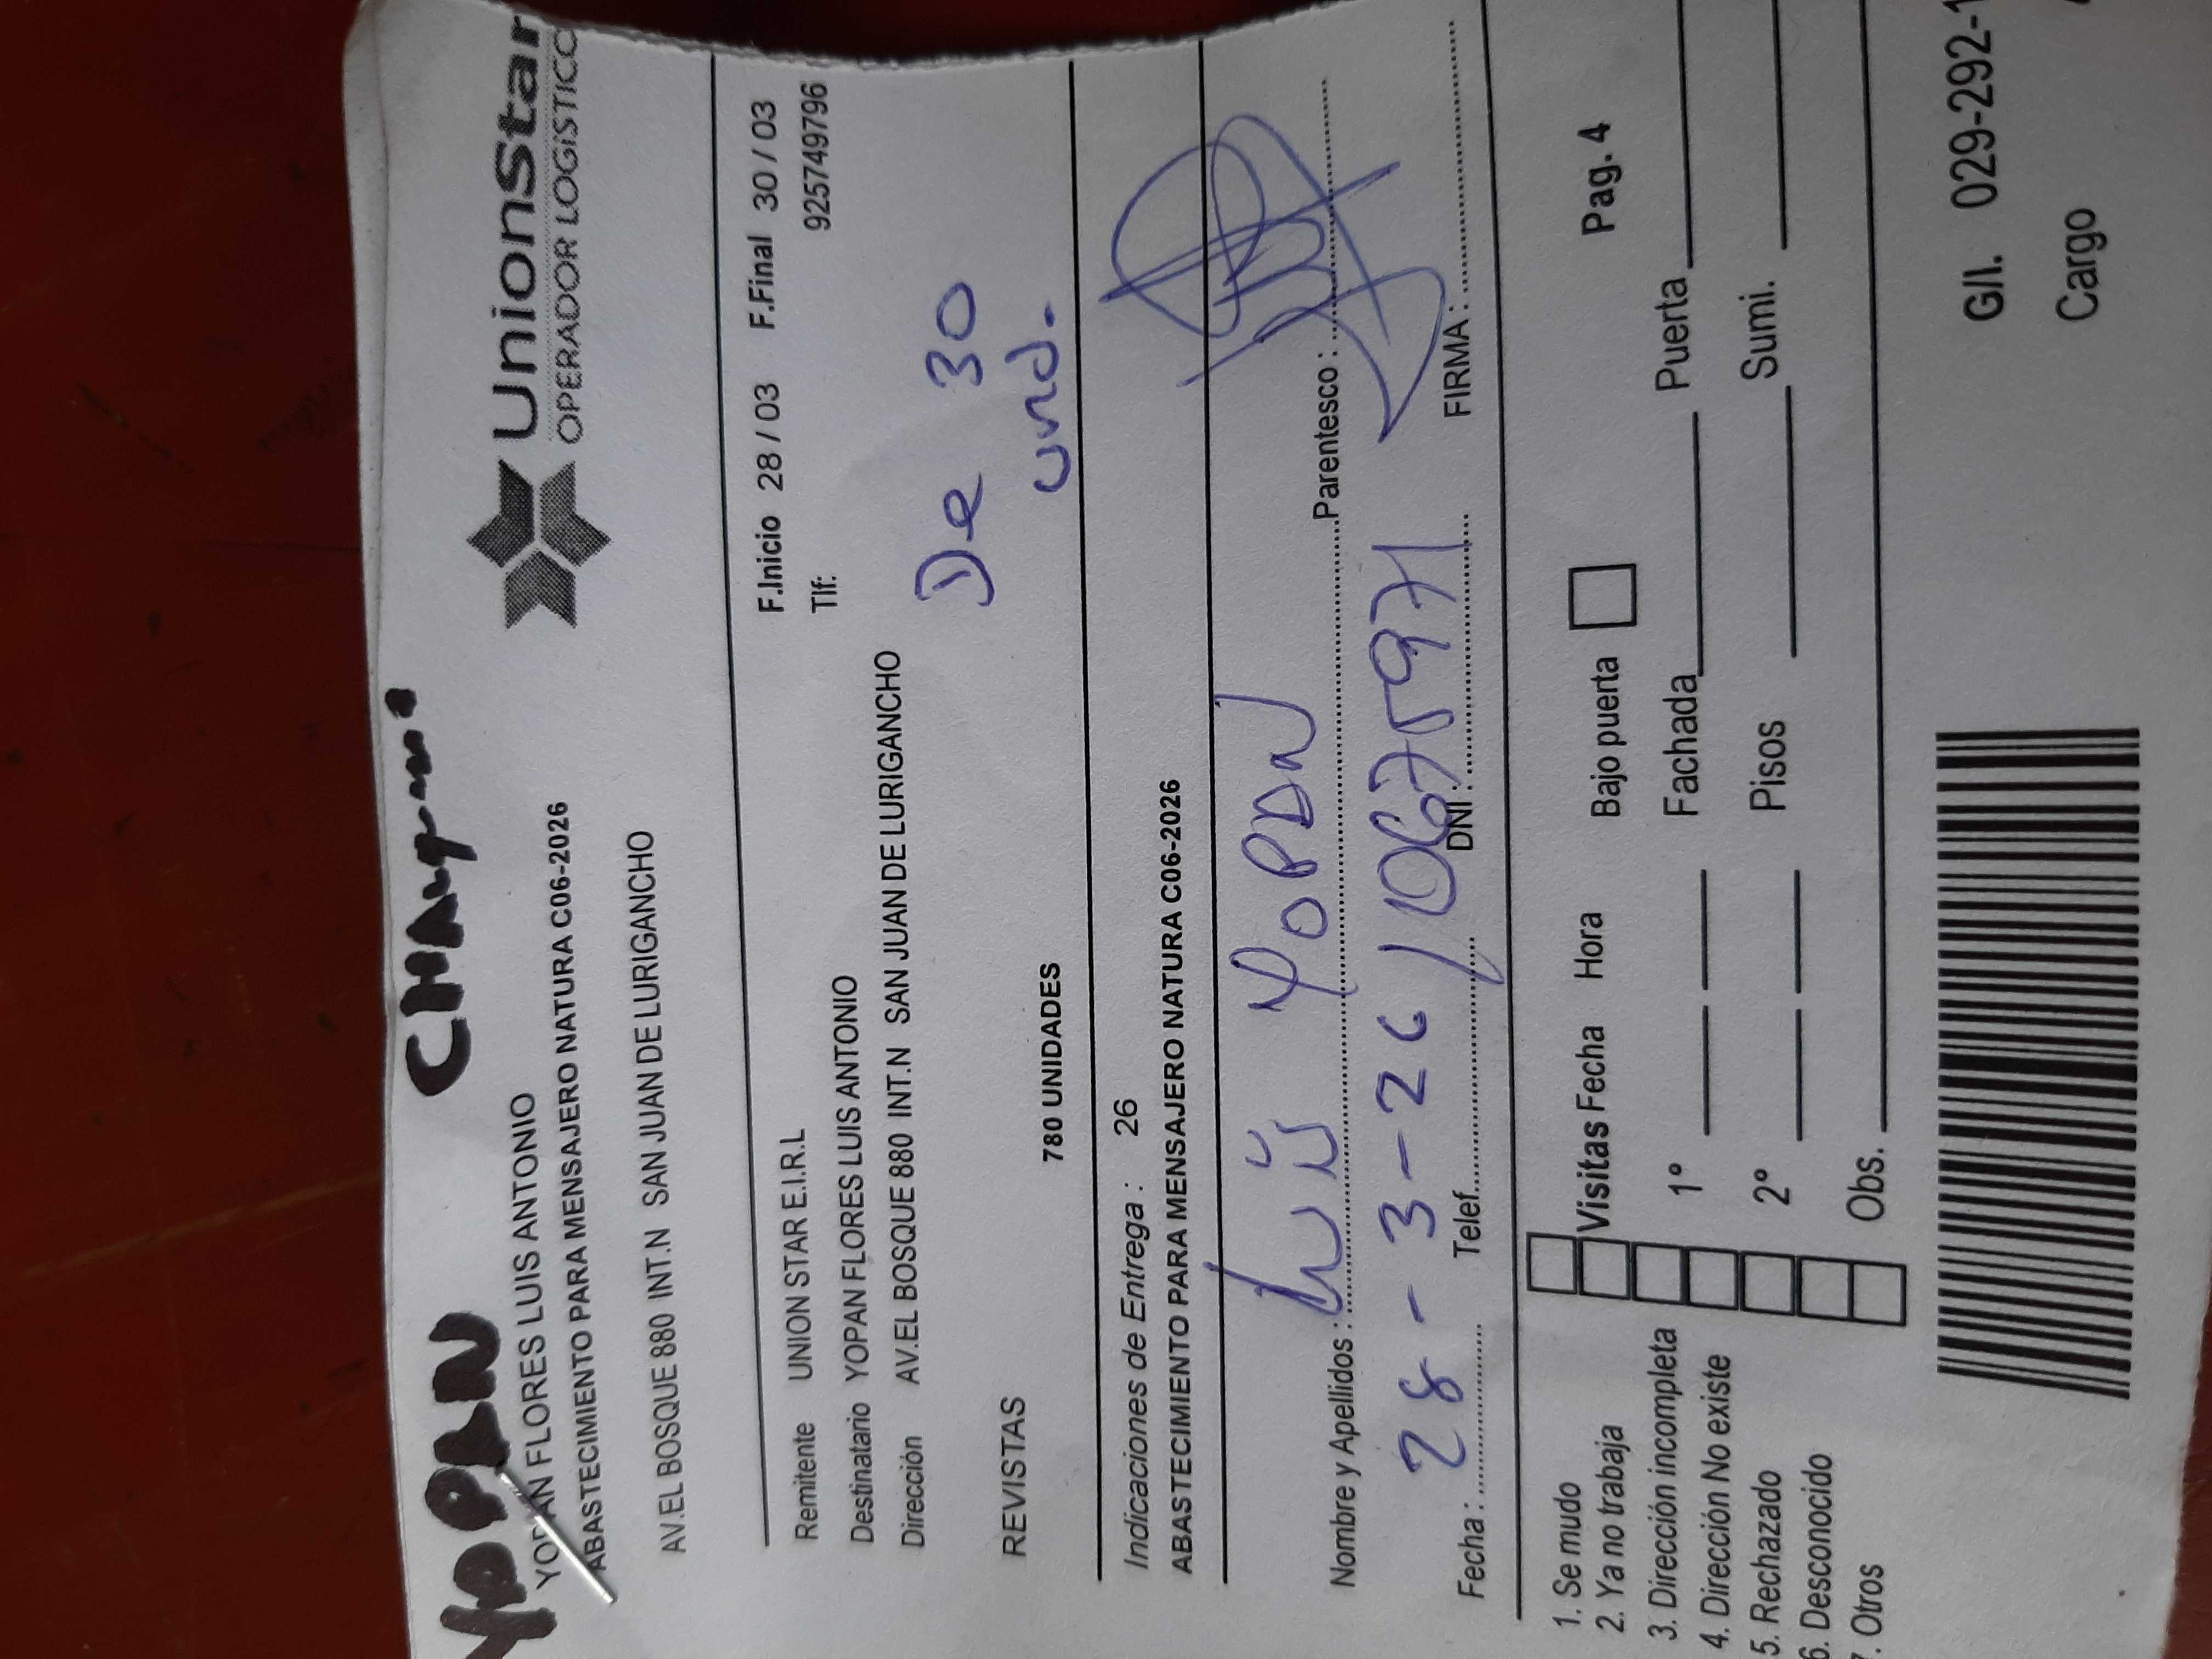 YOPAN CHAymi.
UnionStar
OPERADOR LOGISTICO
YOPAN FLORES LUIS ANTONIO
ABASTECIMIENTO PARA MENSAJERO NATURA C06-2026
AV.EL BOSQUE 880 INT.N SAN JUAN DE LURIGANCHO
F.Inicio 28 / 03 F.Final 30 / 03
Remitente UNION STAR E.I.R.L Tlf: 925749796
Destinatario YOPAN FLORES LUIS ANTONIO
Dirección AV.EL BOSQUE 880 INT.N SAN JUAN DE LURIGANCHO
De 30
und.
REVISTAS
780 UNIDADES
Indicaciones de Entrega : 26
ABASTECIMIENTO PARA MENSAJERO NATURA C06-2026
Nombre y Apellidos : Luis YOPAN Parentesco :
Fecha : 28-3-26 Telef. DNI : 10675971 FIRMA :
1. Se mudo
2. Ya no trabaja
3. Dirección incompleta
4. Dirección No existe
5. Rechazado
6. Desconocido
7. Otros
Visitas Fecha Hora Bajo puerta Pag. 4
1º Fachada Puerta
2º Pisos Sumi.
Obs.
G/I. 029-292-1
Cargo